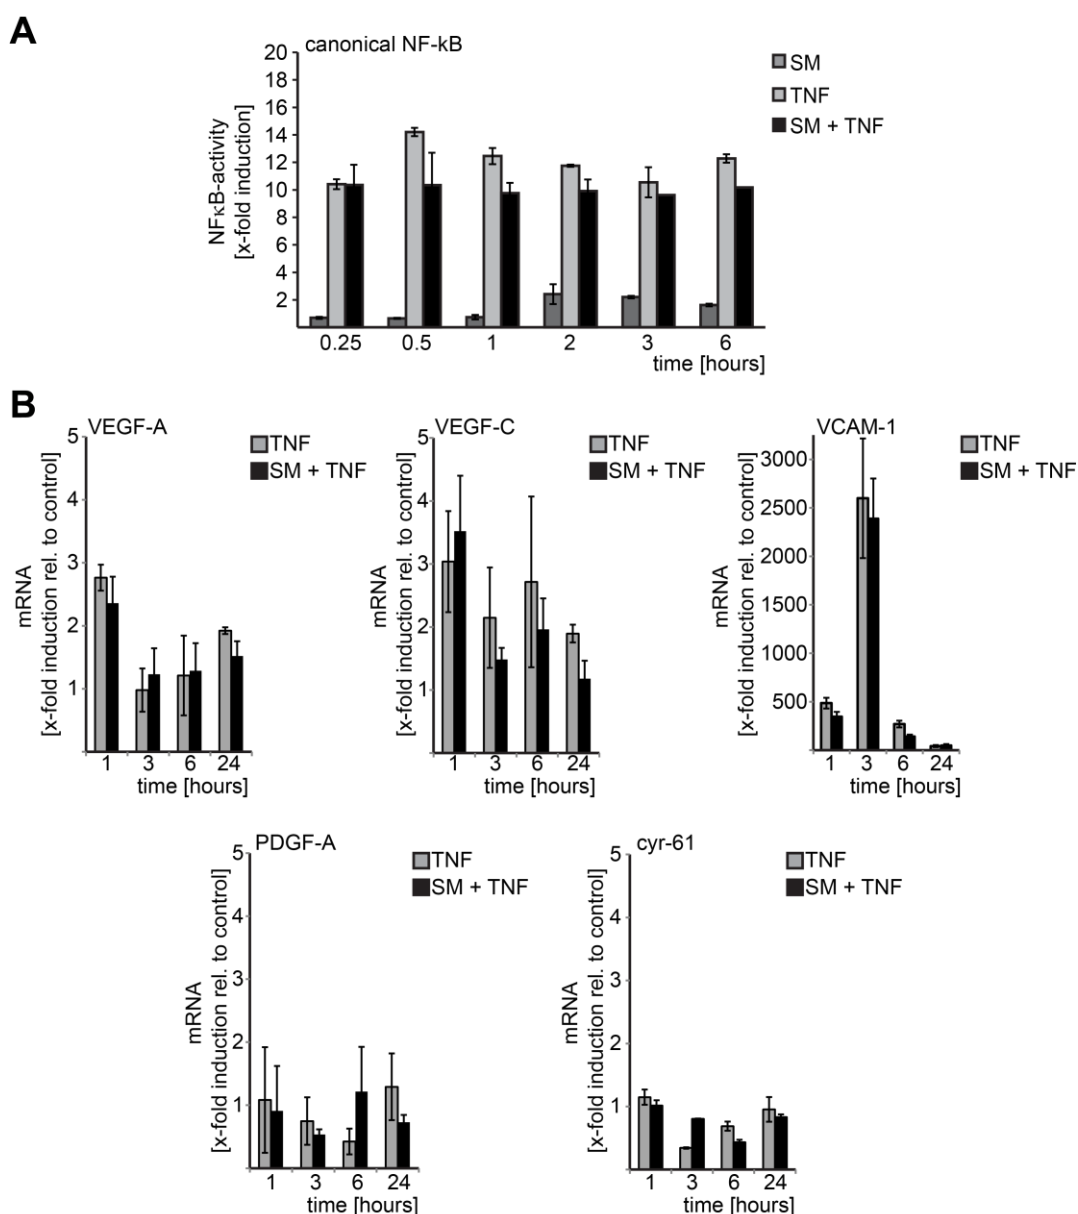 A
canonical NF-kB
NFκB-activity
[x-fold induction]
20
18
16
14
12
10
8
6
4
2
0.25 0.5 1 2 3 6
time [hours]
SM
TNF
SM + TNF
B
VEGF-A
mRNA
[x-fold induction rel. to control]
5
4
3
2
1
1 3 6 24
time [hours]
TNF
SM + TNF
VEGF-C
mRNA
[x-fold induction rel. to control]
5
4
3
2
1
1 3 6 24
time [hours]
TNF
SM + TNF
VCAM-1
mRNA
[x-fold induction rel. to control]
3000
2500
2000
1500
1000
500
1 3 6 24
time [hours]
TNF
SM + TNF
PDGF-A
mRNA
[x-fold induction rel. to control]
5
4
3
2
1
1 3 6 24
time [hours]
TNF
SM + TNF
cyr-61
mRNA
[x-fold induction rel. to control]
5
4
3
2
1
1 3 6 24
time [hours]
TNF
SM + TNF